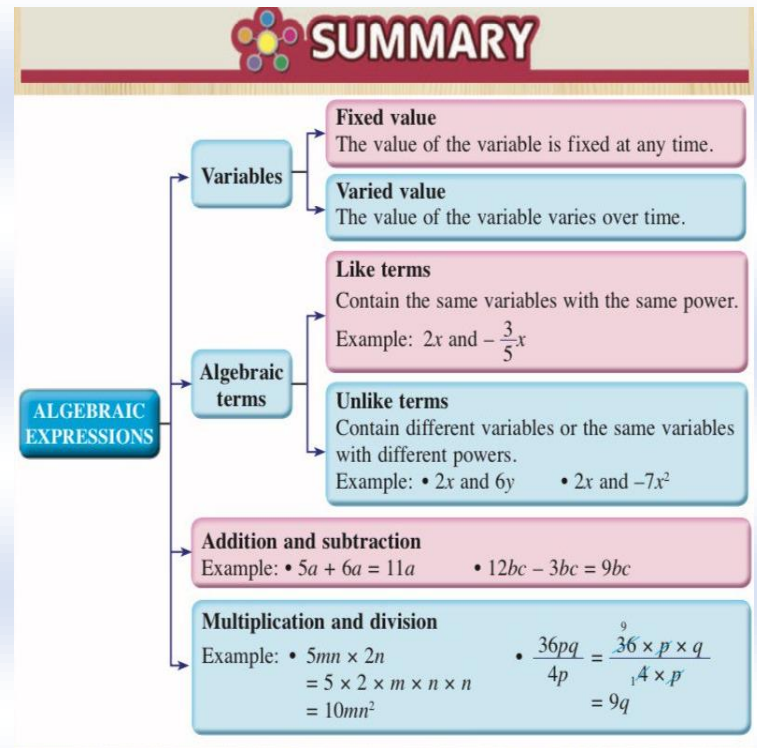 SUMMARY
ALGEBRAIC
EXPRESSIONS
Variables
Fixed value
The value of the variable is fixed at any time.
Varied value
The value of the variable varies over time.
Algebraic
terms
Like terms
Contain the same variables with the same power.
Example: 2x and – 3/5 x
Unlike terms
Contain different variables or the same variables
with different powers.
Example: • 2x and 6y • 2x and –7x²
Addition and subtraction
Example: • 5a + 6a = 11a • 12bc – 3bc = 9bc
Multiplication and division
Example: • 5mn × 2n
= 5 × 2 × m × n × n
= 10mn²
• 36pq/4p = 9 36 × p × q / 1 4 × p
= 9q